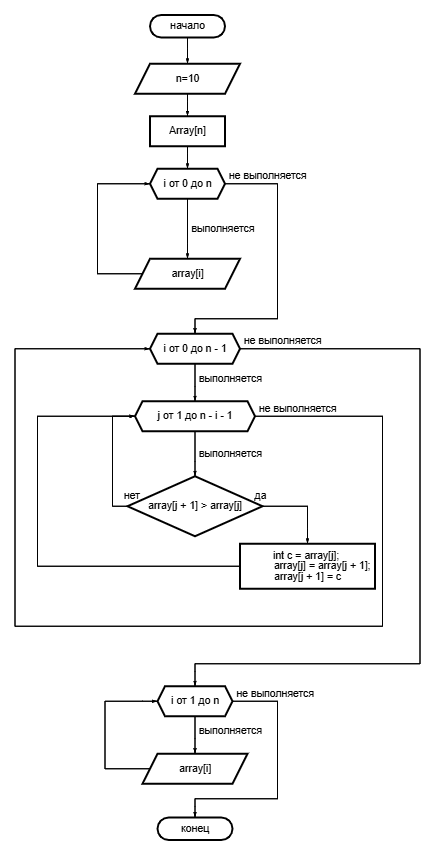 начало
n=10
Array[n]
i от 0 до n
не выполняется
выполняется
array[i]
i от 0 до n - 1
не выполняется
выполняется
j от 1 до n - i - 1
не выполняется
выполняется
нет
array[j + 1] > array[j]
да
int c = array[j];
array[j] = array[j + 1];
array[j + 1] = c
i от 1 до n
не выполняется
выполняется
array[i]
конец